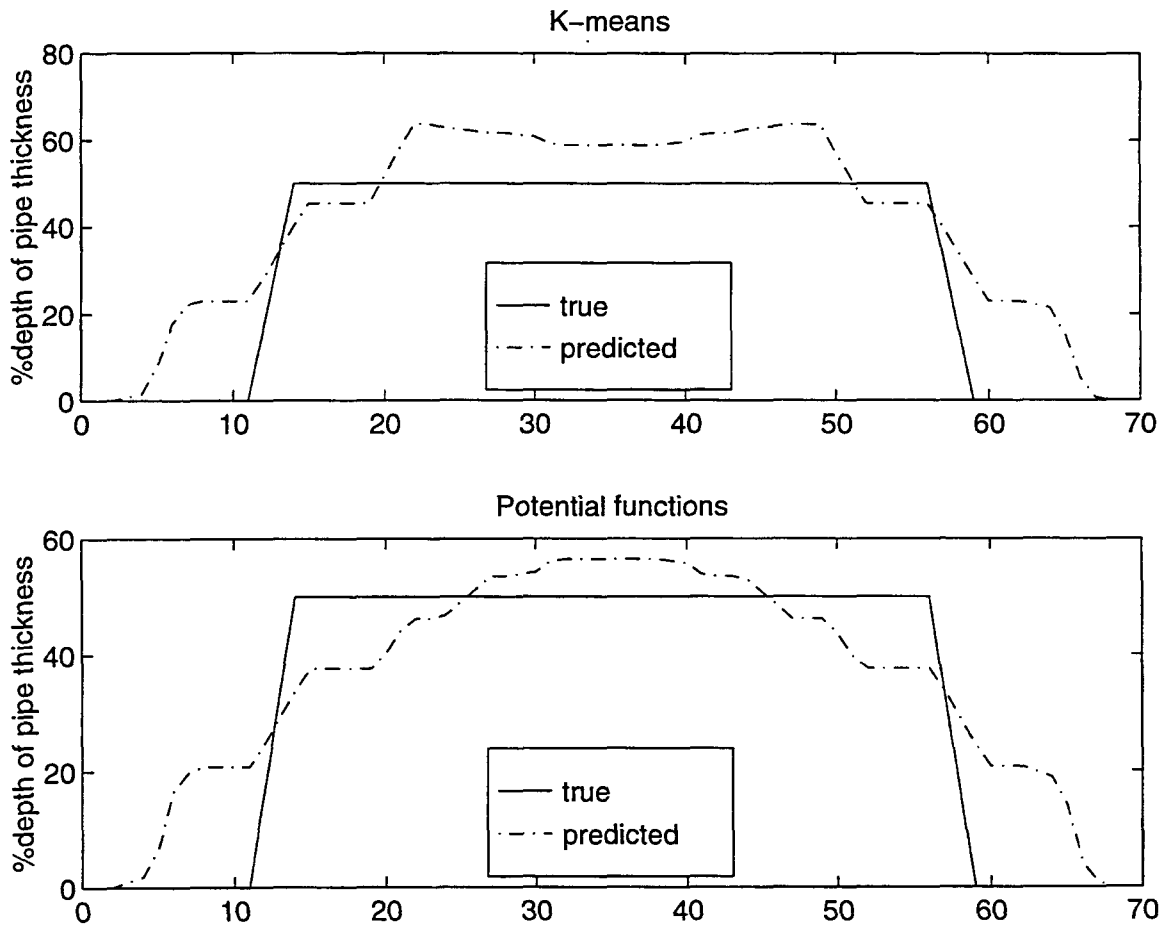 K-means
%depth of pipe thickness
80
60
40
20
0
true
predicted
0 10 20 30 40 50 60 70
Potential functions
%depth of pipe thickness
60
40
20
0
true
predicted
0 10 20 30 40 50 60 70